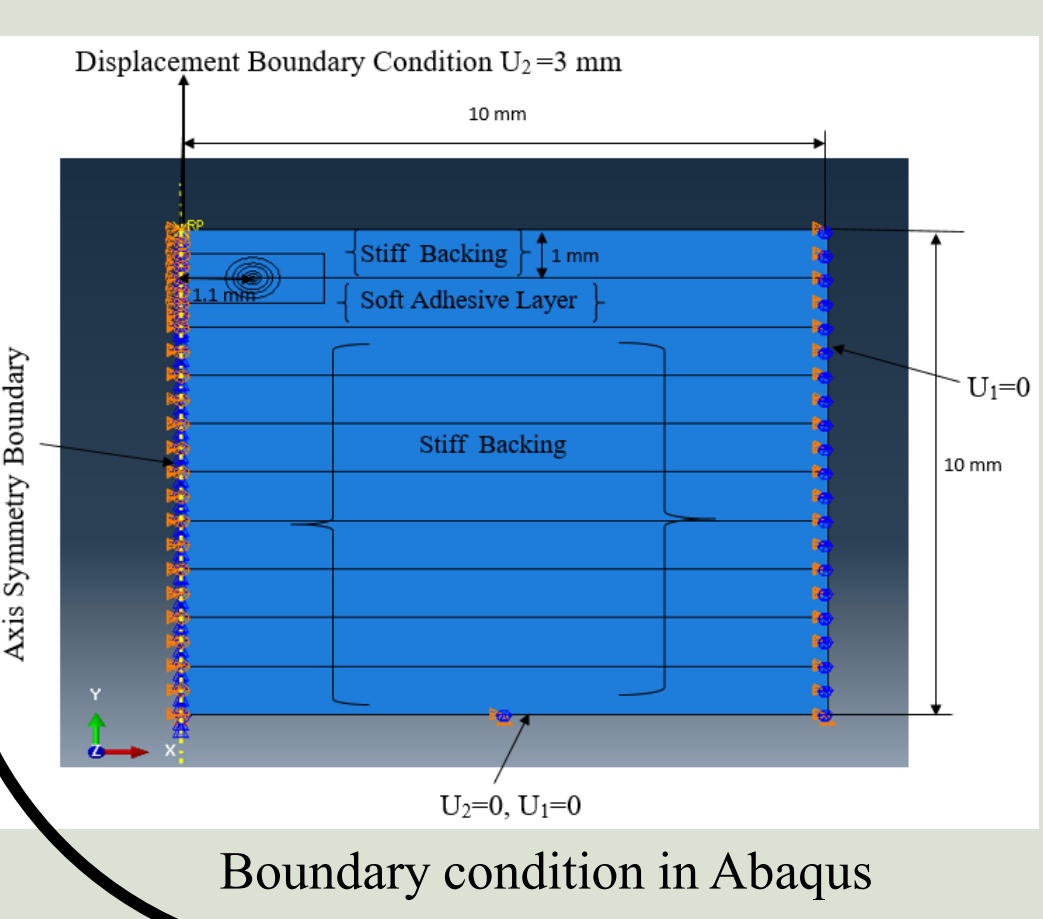 Displacement Boundary Condition U₂ =3 mm
10 mm
RP
Stiff Backing
1 mm
1.1 mm
Soft Adhesive Layer
Axis Symmetry Boundary
U₁=0
Stiff Backing
10 mm
Y
Z
X
U₂=0, U₁=0
Boundary condition in Abaqus